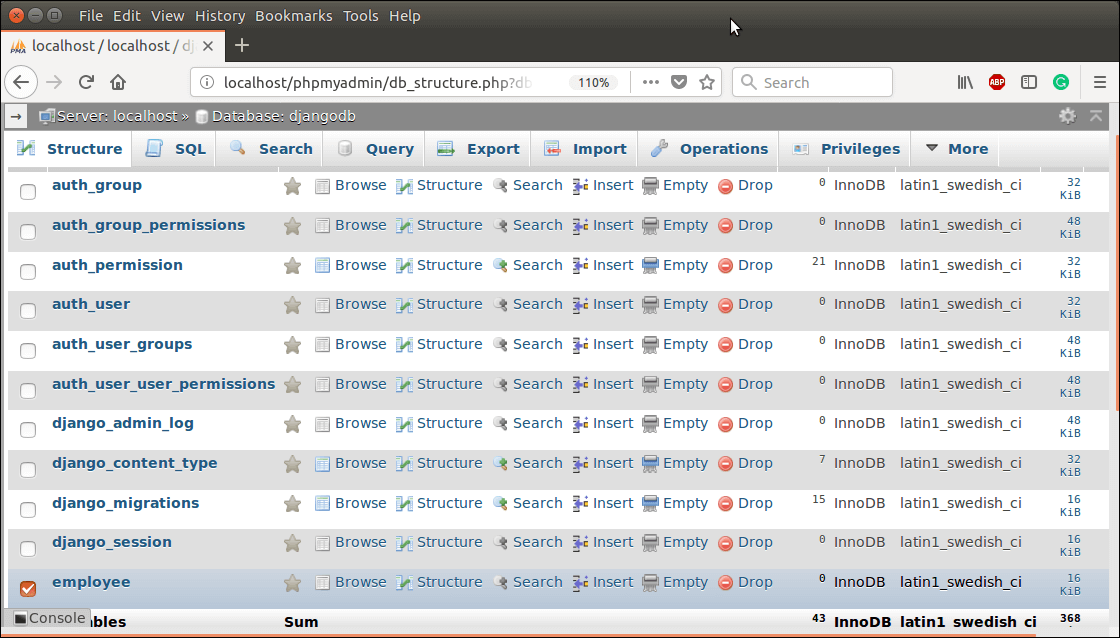 File Edit View History Bookmarks Tools Help
PMA localhost / localhost / dj
localhost/phpmyadmin/db_structure.php?db 110% Search ABP
Server: localhost » Database: djangodb
Structure SQL Search Query Export Import Operations Privileges More
auth_group Browse Structure Search Insert Empty Drop 0 InnoDB latin1_swedish_ci 32 KiB
auth_group_permissions Browse Structure Search Insert Empty Drop 0 InnoDB latin1_swedish_ci 48 KiB
auth_permission Browse Structure Search Insert Empty Drop 21 InnoDB latin1_swedish_ci 32 KiB
auth_user Browse Structure Search Insert Empty Drop 0 InnoDB latin1_swedish_ci 32 KiB
auth_user_groups Browse Structure Search Insert Empty Drop 0 InnoDB latin1_swedish_ci 48 KiB
auth_user_user_permissions Browse Structure Search Insert Empty Drop 0 InnoDB latin1_swedish_ci 48 KiB
django_admin_log Browse Structure Search Insert Empty Drop 0 InnoDB latin1_swedish_ci 48 KiB
django_content_type Browse Structure Search Insert Empty Drop 7 InnoDB latin1_swedish_ci 32 KiB
django_migrations Browse Structure Search Insert Empty Drop 15 InnoDB latin1_swedish_ci 16 KiB
django_session Browse Structure Search Insert Empty Drop 0 InnoDB latin1_swedish_ci 16 KiB
employee Browse Structure Search Insert Empty Drop 0 InnoDB latin1_swedish_ci 16 KiB
Console bles Sum 43 InnoDB latin1_swedish_ci 368